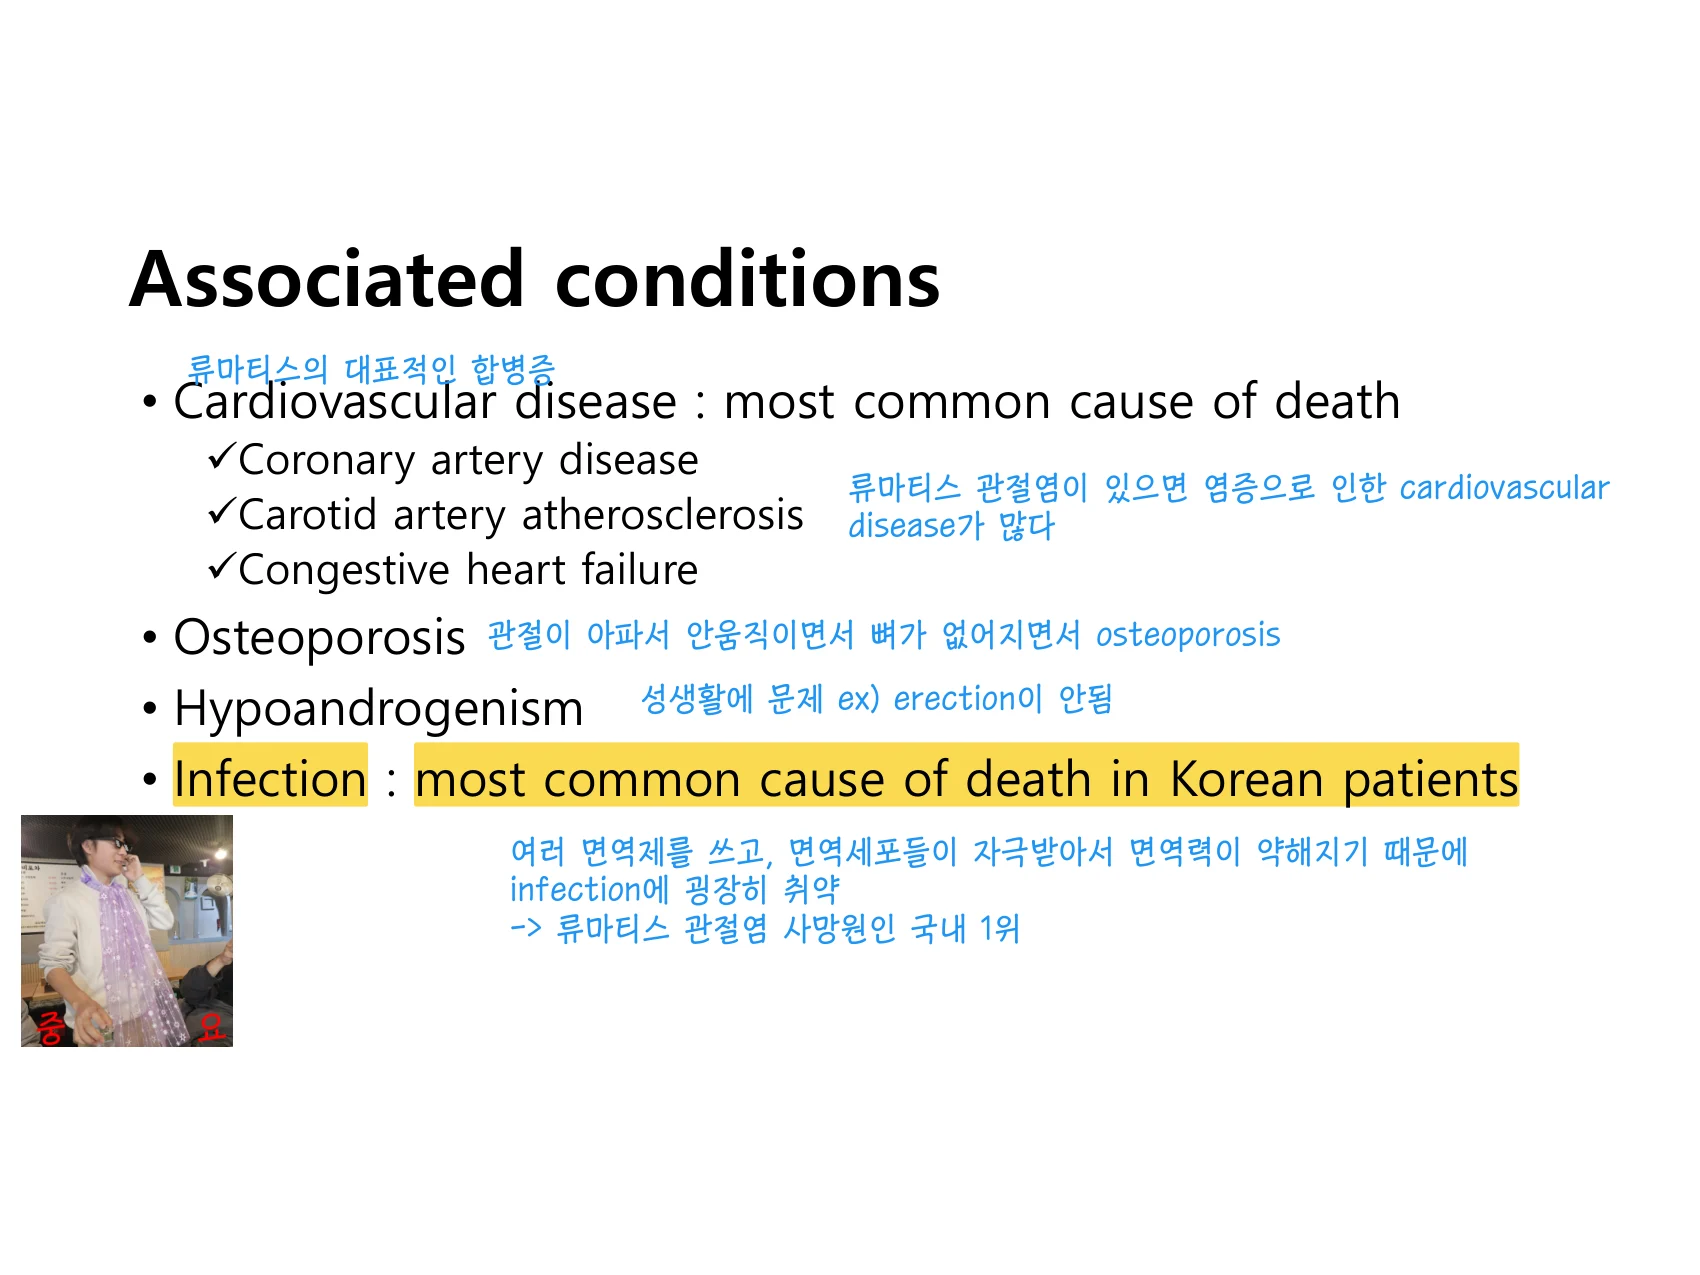 Associated conditions
류마티스의 대표적인 합병증
• Cardiovascular disease : most common cause of death
✓Coronary artery disease
✓Carotid artery atherosclerosis
류마티스 관절염이 있으면 염증으로 인한 cardiovascular
disease가 많다
✓Congestive heart failure
• Osteoporosis 관절이 아파서 안움직이면서 뼈가 없어지면서 osteoporosis
• Hypoandrogenism 성생활에 문제 ex) erection이 안됨
• Infection : most common cause of death in Korean patients
여러 면역제를 쓰고, 면역세포들이 자극받아서 면역력이 약해지기 때문에
infection에 굉장히 취약
-> 류마티스 관절염 사망원인 국내 1위
중 요